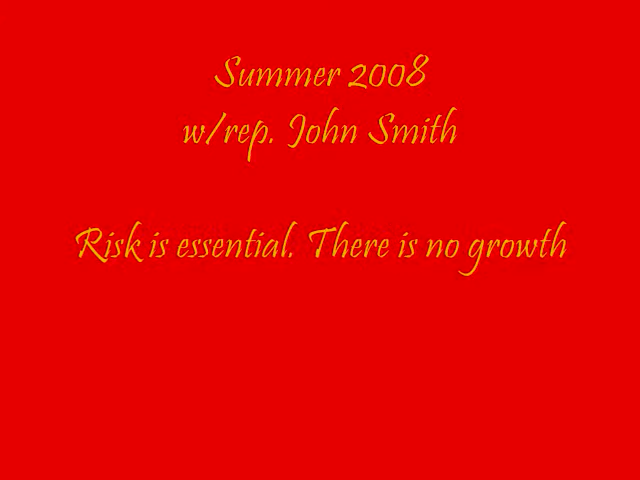 Summer 2008
w/rep. John Smith
Risk is essential. There is no growth